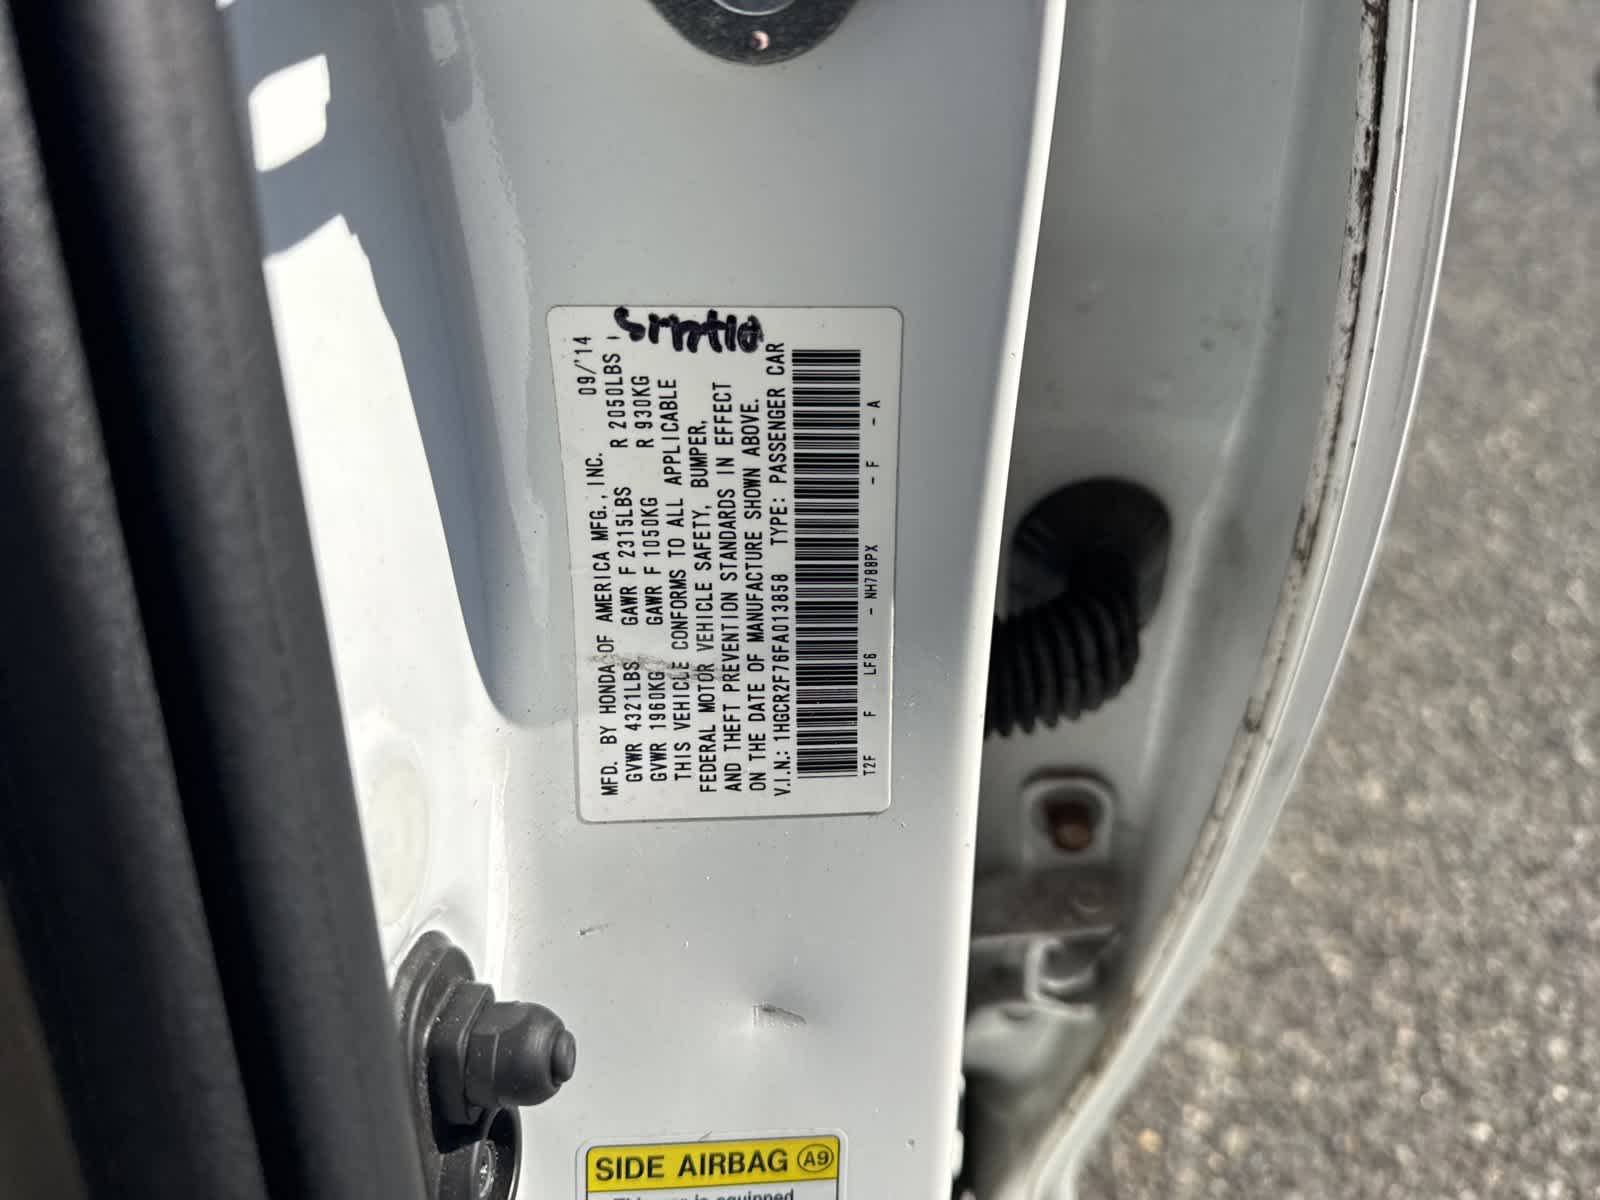 MFD. BY HONDA OF AMERICA MFG., INC. 09/'14
GVWR 4321LBS GAWR F 2315LBS R 2050LBS
GVWR 1960KG GAWR F 1050KG R 930KG
THIS VEHICLE CONFORMS TO ALL APPLICABLE
FEDERAL MOTOR VEHICLE SAFETY, BUMPER,
AND THEFT PREVENTION STANDARDS IN EFFECT
ON THE DATE OF MANUFACTURE SHOWN ABOVE.
V.I.N.: 1HGCR2F76FA013858 TYPE: PASSENGER CAR
T2F F LF6 - NH788PX - F - A
SIDE AIRBAG A9